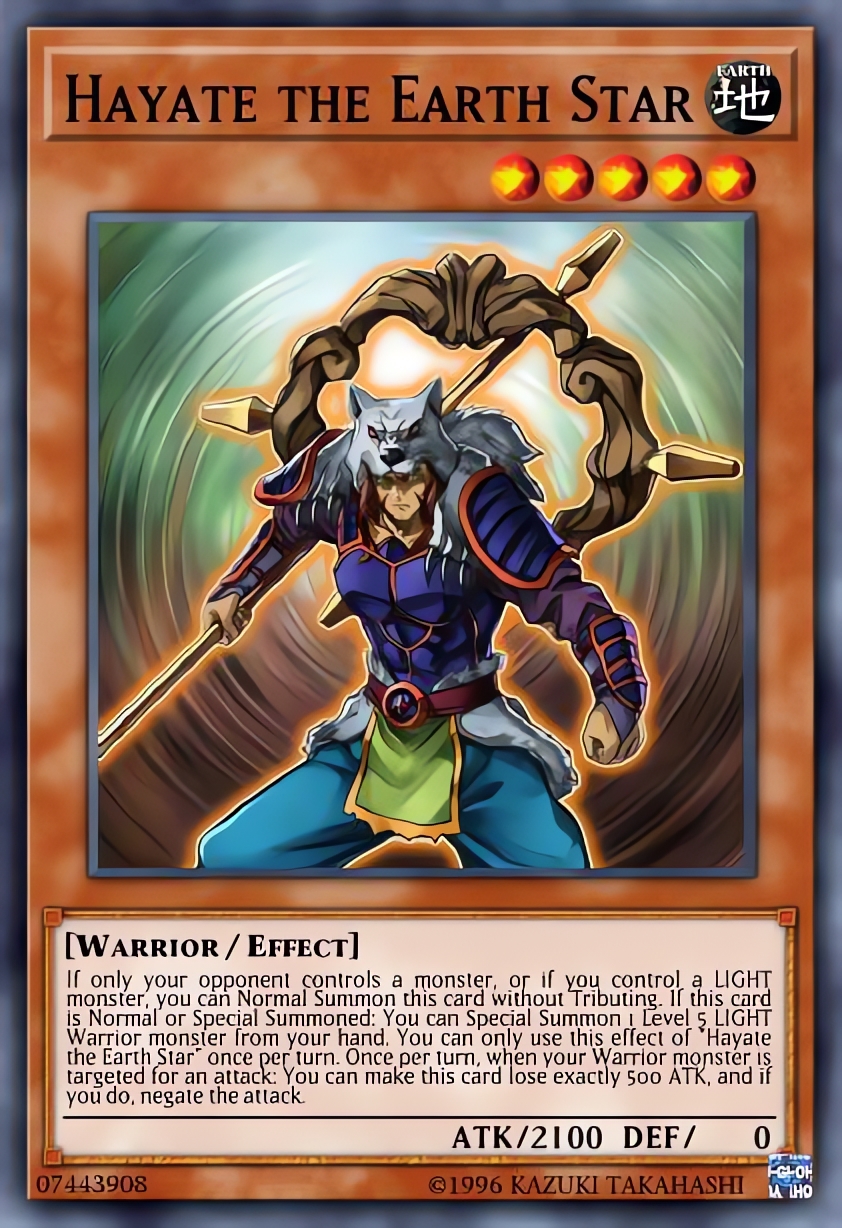 Hayate the Earth Star
EARTH
地
[Warrior / Effect]
If only your opponent controls a monster, or if you control a LIGHT
monster, you can Normal Summon this card without Tributing. If this card
is Normal or Special Summoned: You can Special Summon 1 Level 5 LIGHT
Warrior monster from your hand. You can only use this effect of "Hayate
the Earth Star" once per turn. Once per turn, when your Warrior monster is
targeted for an attack: You can make this card lose exactly 500 ATK, and if
you do, negate the attack.
ATK/2100 DEF/ 0
07443908
©1996 KAZUKI TAKAHASHI